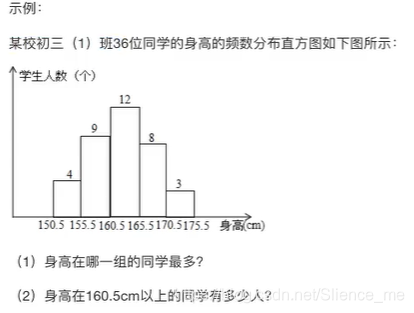 示例：
某校初三（1）班36位同学的身高的频数分布直方图如下图所示：
学生人数（个）
12
9
8
4
3
150.5 155.5 160.5 165.5 170.5 175.5 身高(cm)
（1）身高在哪一组的同学最多？
（2）身高在160.5cm以上的同学有多少人？